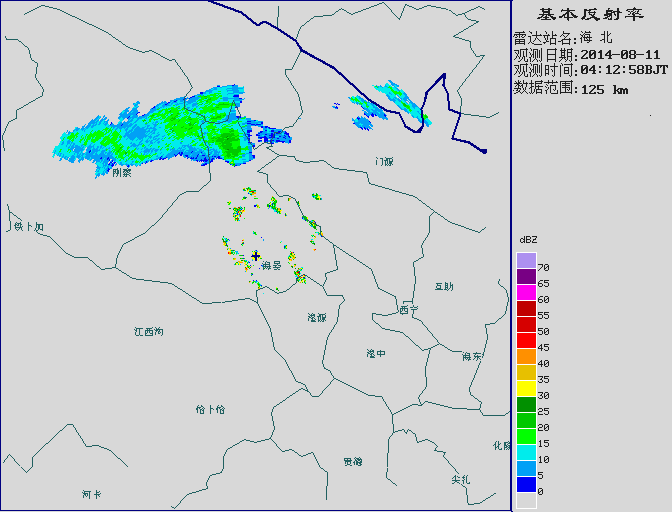 基本反射率
雷达站名:海 北
观测日期:2014-08-11
观测时间:04:12:58BJT
数据范围:125 km
门源
阴寨
铁卜加
海晏
dBZ
70
65
60
55
50
45
40
35
30
25
20
15
10
5
0
互助
西宁
湟源
江西沟
湟中
海东
恰卜恰
化隆
贵德
尖扎
河卡